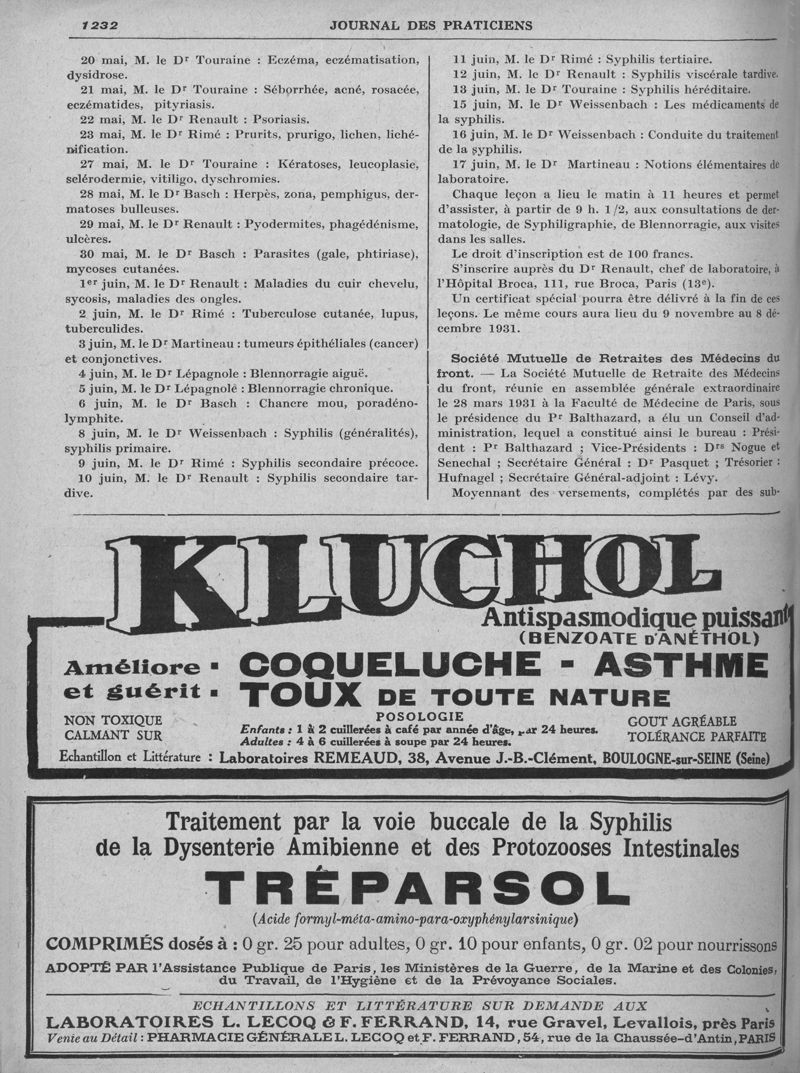 1232
JOURNAL DES PRATICIENS
20 mai, M. le Dr Touraine : Eczéma, eczématisation,
dysidrose.
21 mai, M. le Dr Touraine : Séborrhée, acné, rosacée,
eczématides, pityriasis.
22 mai, M. le Dr Renault : Psoriasis.
23 mai, M. le Dr Rimé : Prurits, prurigo, lichen, liché-
nification.
27 mai, M. le Dr Touraine : Kératoses, leucoplasie,
selérodermie, vitiligo, dyschromies.
28 mai, M. le Dr Basch : Herpès, zona, pemphigus, der-
matoses bulleuses.
29 mai, M. le Dr Renault : Pyodermites, phagédénisme,
ulcères.
30 mai, M. le Dr Basch : Parasites (gale, phtiriase),
mycoses cutanées.
1er juin, M. le Dr Renault : Maladies du cuir chevelu,
sycosis, maladies des ongles.
2 juin, M. le Dr Rimé : Tuberculose cutanée, lupus,
tuberculides.
3 juin, M. le Dr Martineau : tumeurs épithéliales (cancer)
et conjonctives.
4 juin, M. le Dr Lépagnole : Blennorragie aiguë.
5 juin, M. le Dr Lépagnole : Blennorragie chronique.
6 juin, M. le Dr Basch : Chancre mou, poradéno-
lymphite.
8 juin, M. le Dr Weissenbach : Syphilis (généralités),
syphilis primaire.
9 juin, M. le Dr Rimé : Syphilis secondaire précoce.
10 juin, M. le Dr Renault : Syphilis secondaire tar-
dive.
11 juin, M. le Dr Rimé : Syphilis tertiaire.
12 juin, M. le Dr Renault : Syphilis viscérale tardive.
13 juin, M. le Dr Touraine : Syphilis héréditaire.
15 juin, M. le Dr Weissenbach : Les médicaments de
la syphilis.
16 juin, M. le Dr Weissenbach : Conduite du traitement
de la syphilis.
17 juin, M. le Dr Martineau : Notions élémentaires de
laboratoire.
Chaque leçon a lieu le matin à 11 heures et permet
d'assister, à partir de 9 h. 1/2, aux consultations de der-
matologie, de Syphiligraphie, de Blennorragie, aux visites
dans les salles.
Le droit d'inscription est de 100 francs.
S'inscrire auprès du Dr Renault, chef de laboratoire, à
l'Hôpital Broca, 111, rue Broca, Paris (13e).
Un certificat spécial pourra être délivré à la fin de ces
leçons. Le même cours aura lieu du 9 novembre au 8 dé-
cembre 1931.
Société Mutuelle de Retraites des Médecins du
front. — La Société Mutuelle de Retraite des Médecins
du front, réunie en assemblée générale extraordinaire
le 28 mars 1931 à la Faculté de Médecine de Paris, sous
le présidence du Pr Balthazard, a élu un Conseil d'ad-
ministration, lequel a constitué ainsi le bureau : Prési-
dent : Pr Balthazard ; Vice-Présidents : Drs Nogue et
Senechal ; Secrétaire Général : Dr Pasquet ; Trésorier :
Hufnagel ; Secrétaire Général-adjoint : Lévy.
Moyennant des versements, complétés par des sub-
KLUCHOL
Antispasmodique puissant
(BENZOATE D'ANÉTHOL)
Améliore ▪ COQUELUCHE - ASTHME
et guérit ▪ TOUX DE TOUTE NATURE
NON TOXIQUE
CALMANT SUR
POSOLOGIE
Enfants : 1 à 2 cuillerées à café par année d'âge, par 24 heures.
Adultes : 4 à 6 cuillerées à soupe par 24 heures.
GOUT AGRÉABLE
TOLÉRANCE PARFAITE
Echantillon et Littérature : Laboratoires REMEAUD, 38, Avenue J.-B.-Clément, BOULOGNE-sur-SEINE (Seine)
Traitement par la voie buccale de la Syphilis
de la Dysenterie Amibienne et des Protozooses Intestinales
TRÉPARSOL
(Acide formyl-méta-amino-para-oxyphénylarsinique)
COMPRIMÉS dosés à : 0 gr. 25 pour adultes, 0 gr. 10 pour enfants, 0 gr. 02 pour nourrissons
ADOPTÉ PAR l'Assistance Publique de Paris, les Ministères de la Guerre, de la Marine et des Colonies,
du Travail, de l'Hygiène et de la Prévoyance Sociales.
ECHANTILLONS ET LITTÉRATURE SUR DEMANDE AUX
LABORATOIRES L. LECOQ & F. FERRAND, 14, rue Gravel, Levallois, près Paris
Vente au Détail : PHARMACIE GÉNÉRALE L. LECOQ et F. FERRAND, 54, rue de la Chaussée-d'Antin, PARIS